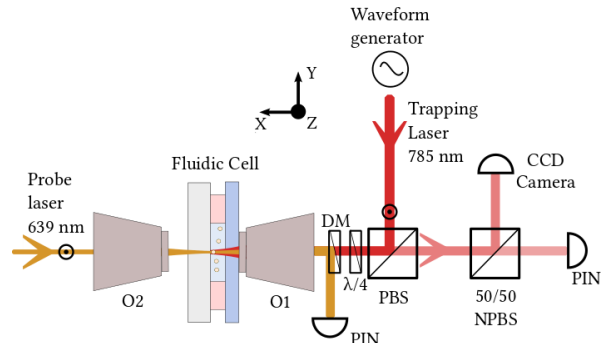 Waveform
generator
Y
X
Z
Trapping
Laser
785 nm
Fluidic Cell
CCD
Camera
Probe
laser
639 nm
DM
O2
O1
λ/4
PBS
50/50
NPBS
PIN
PIN